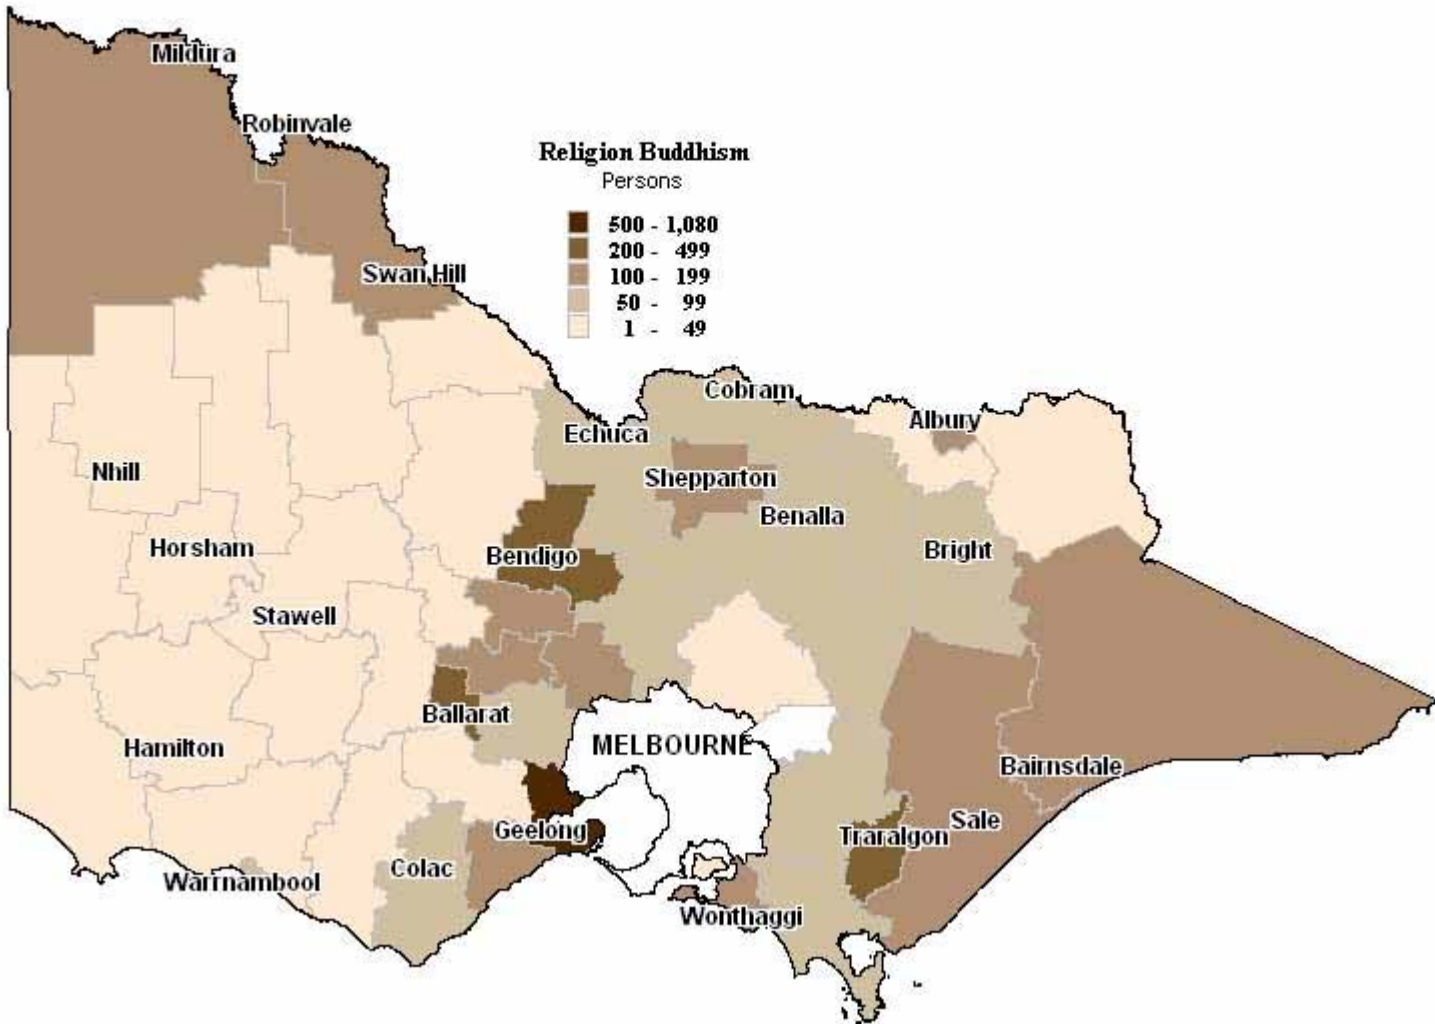 Mildura
Robinvale
Religion Buddhism
Persons
500 - 1,080
200 - 499
100 - 199
50 - 99
1 - 49
Swan Hill
Cobram
Albury
Echuca
Nhill
Shepparton
Benalla
Horsham
Bendigo
Bright
Stawell
Ballarat
Hamilton
MELBOURNE
Bairnsdale
Geelong
Traralgon
Sale
Colac
Warrnambool
Wonthaggi